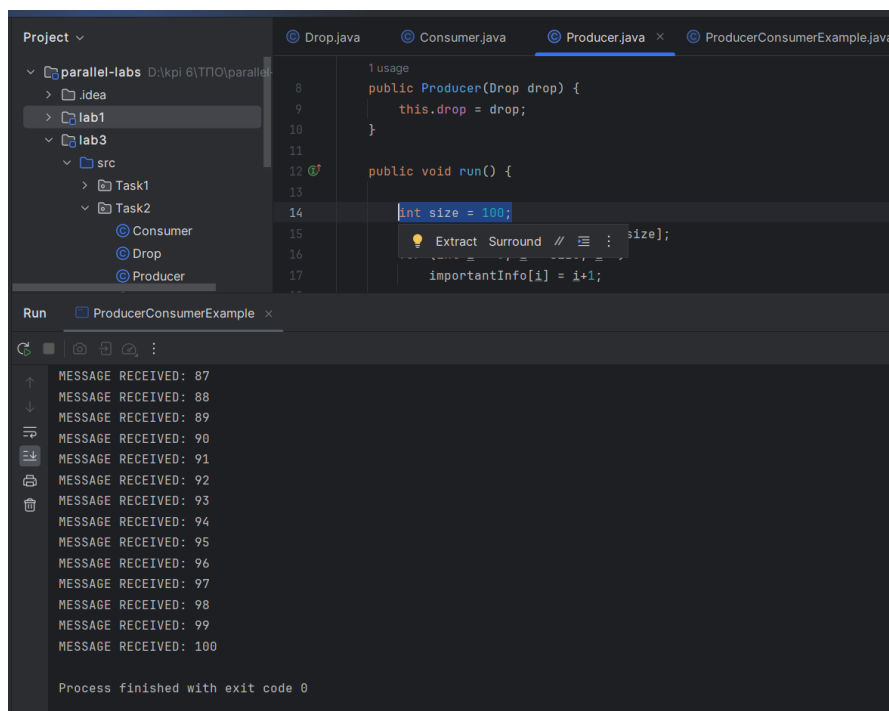 Project
parallel-labs D:\kpi 6\ТПО\parallel-
.idea
lab1
lab3
src
Task1
Task2
Consumer
Drop
Producer
Drop.java Consumer.java Producer.java × ProducerConsumerExample.java
1 usage
8 public Producer(Drop drop) {
9 this.drop = drop;
10 }
11
12 public void run() {
13
14 int size = 100;
15 size];
Extract Surround //
16
17 importantInfo[i] = i+1;
Run ProducerConsumerExample ×
MESSAGE RECEIVED: 87
MESSAGE RECEIVED: 88
MESSAGE RECEIVED: 89
MESSAGE RECEIVED: 90
MESSAGE RECEIVED: 91
MESSAGE RECEIVED: 92
MESSAGE RECEIVED: 93
MESSAGE RECEIVED: 94
MESSAGE RECEIVED: 95
MESSAGE RECEIVED: 96
MESSAGE RECEIVED: 97
MESSAGE RECEIVED: 98
MESSAGE RECEIVED: 99
MESSAGE RECEIVED: 100
Process finished with exit code 0